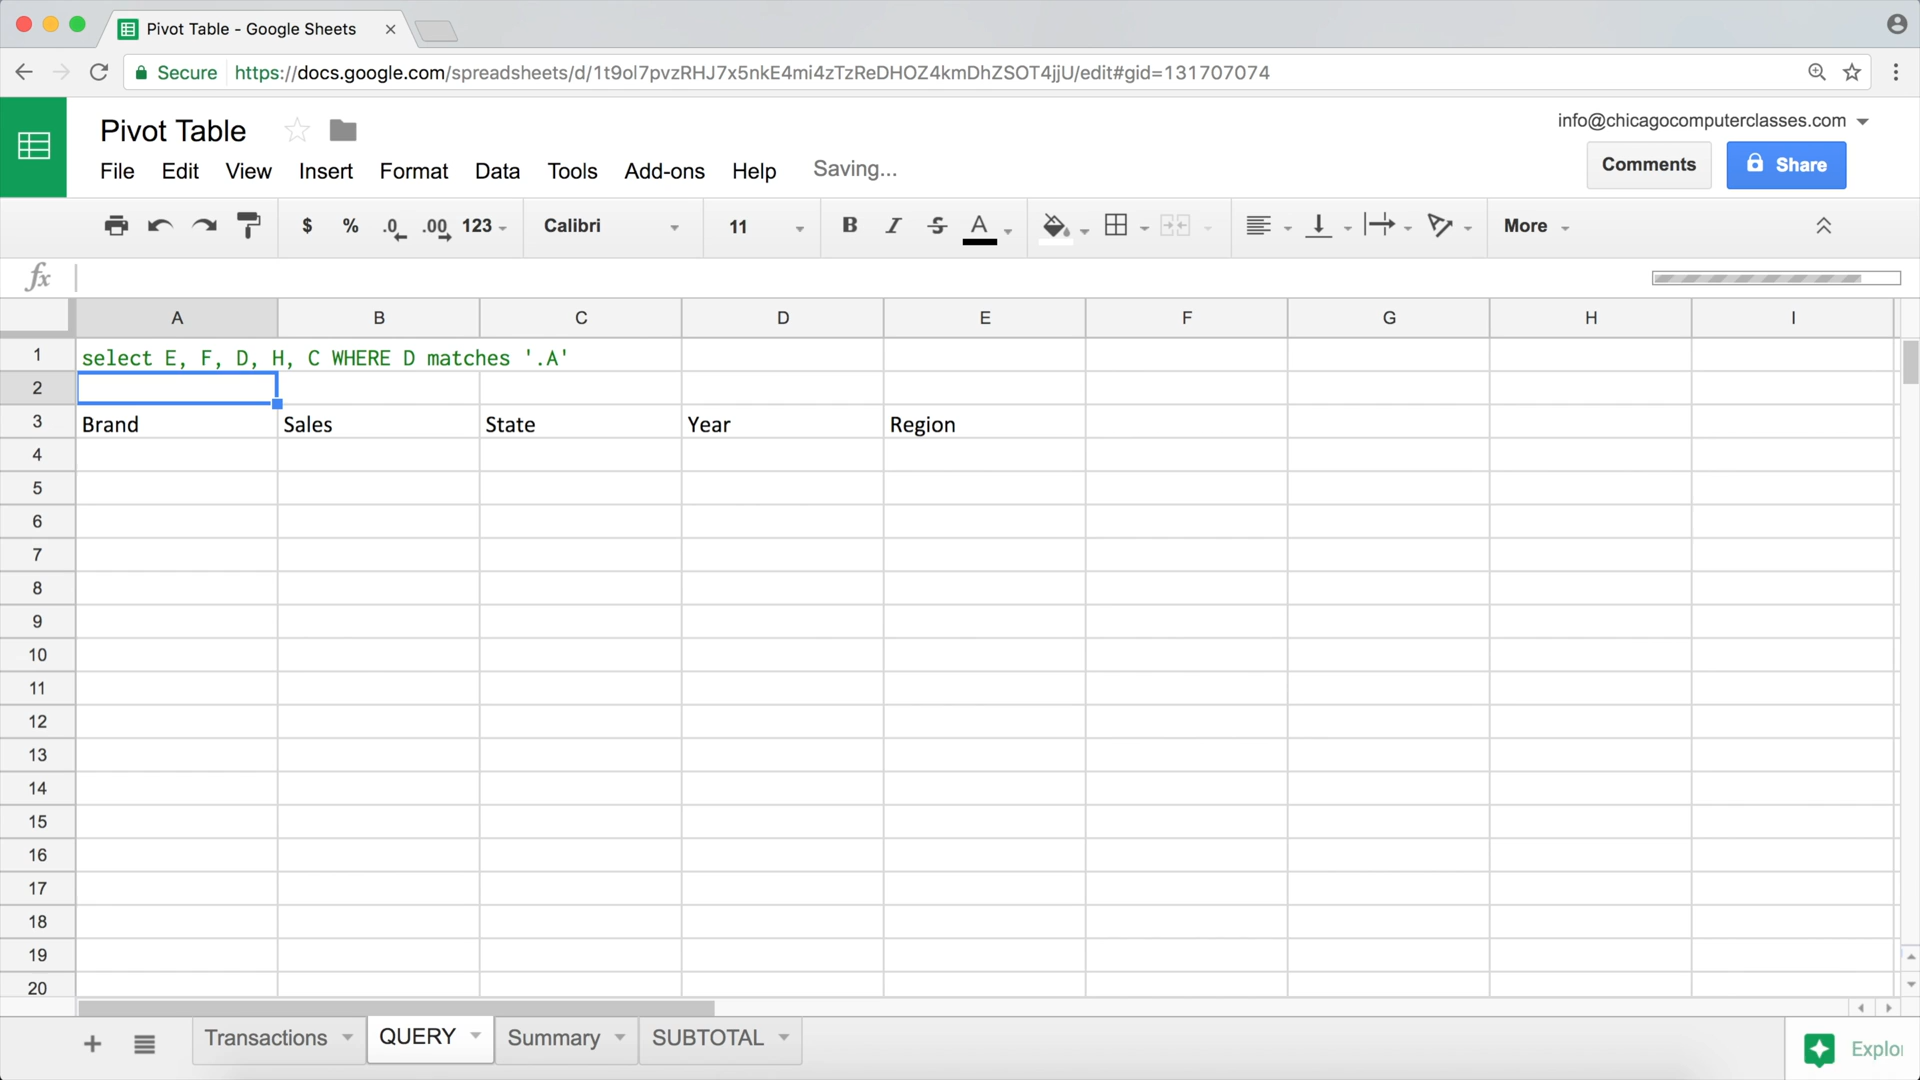 Pivot Table - Google Sheets
Secure https://docs.google.com/spreadsheets/d/1t9ol7pvzRHJ7x5nkE4mi4zTzReDHOZ4kmDhZSOT4jjU/edit#gid=131707074
Pivot Table
info@chicagocomputerclasses.com
File Edit View Insert Format Data Tools Add-ons Help Saving...
Comments Share
$ % .0 .00 123 Calibri 11 B I S A More
fx
A B C D E F G H I
1 select E, F, D, H, C WHERE D matches '.A'
2
3 Brand Sales State Year Region
4
5
6
7
8
9
10
11
12
13
14
15
16
17
18
19
20
+ Transactions QUERY Summary SUBTOTAL Explor